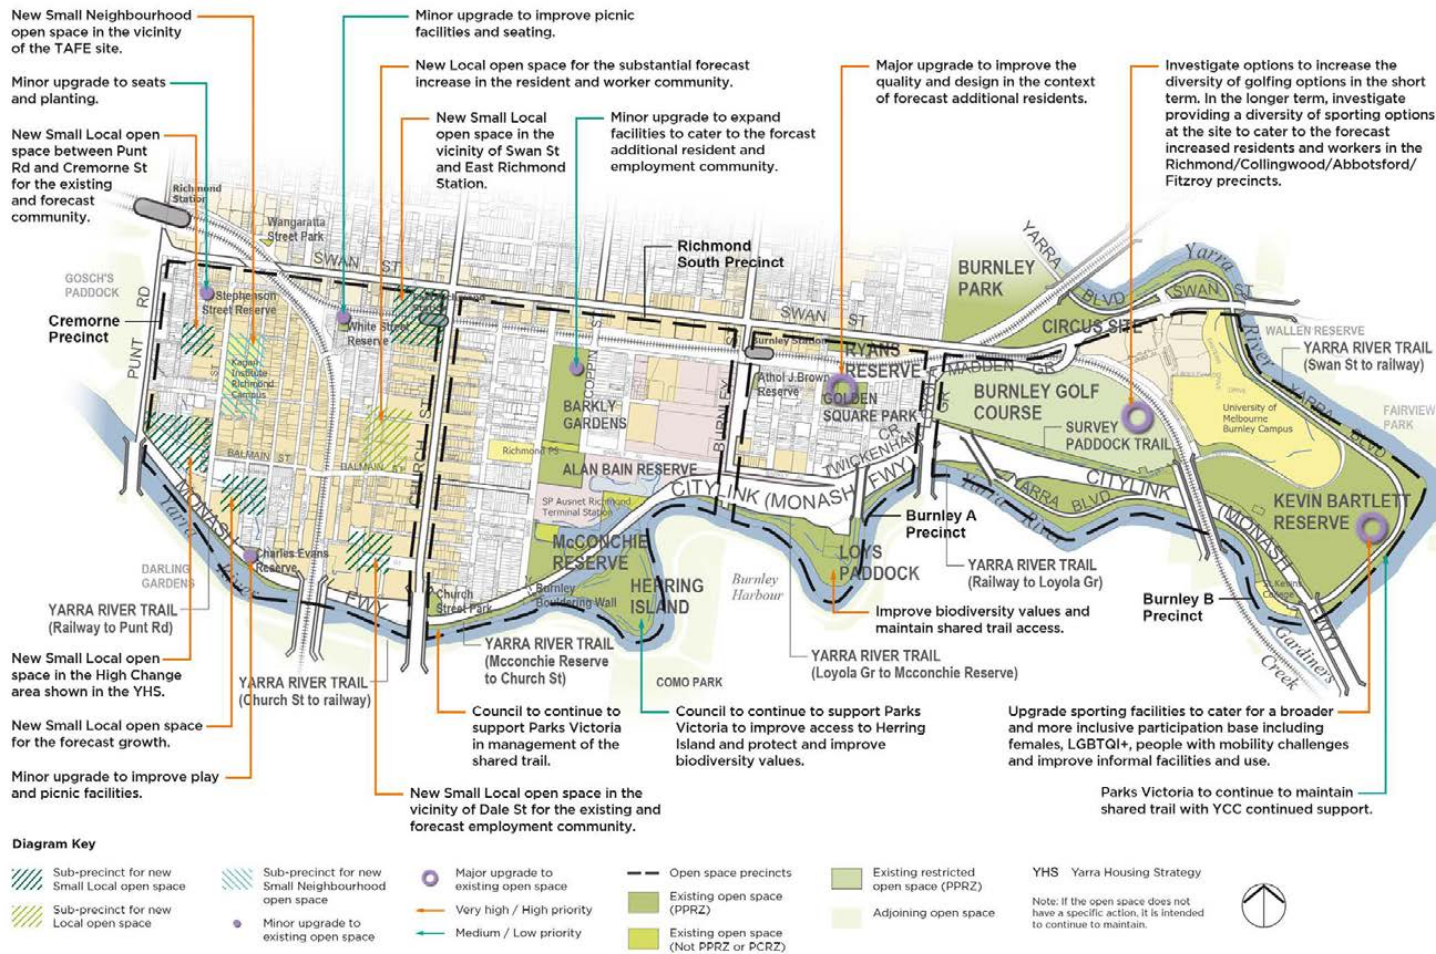 New Small Neighbourhood
open space in the vicinity
of the TAFE site.
Minor upgrade to seats
and planting.
New Small Local open
space between Punt
Rd and Cremorne St
for the existing
and forecast
community.
Minor upgrade to improve picnic
facilities and seating.
New Local open space for the substantial forecast
increase in the resident and worker community.
New Small Local
open space in the
vicinity of Swan St
and East Richmond
Station.
Minor upgrade to expand
facilities to cater to the forcast
additional resident and
employment community.
Major upgrade to improve the
quality and design in the context
of forecast additional residents.
Investigate options to increase the
diversity of golfing options in the short
term. In the longer term, investigate
providing a diversity of sporting options
at the site to cater to the forecast
increased residents and workers in the
Richmond/Collingwood/Abbotsford/
Fitzroy precincts.
Richmond
Station
Wangaratta
Street Park
SWAN ST
GOSCH'S
PADDOCK
PUNT RD
Cremorne
Precinct
Stephenson
Street Reserve
White Street
Reserve
Kangan
Institute
Richmond
Campus
BALMAIN ST
BALMAIN ST
CHURCH ST
Richmond
South Precinct
COPPIN ST
BARKLY
GARDENS
Richmond PS
ALAN BAIN RESERVE
SP Ausnet Richmond
Terminal Station
BURNLEY ST
Burnley Station
SWAN ST
Athol J.Brown
Reserve
RYANS
RESERVE
GOLDEN
SQUARE PARK
TWICKENHAM CR
LOYOLA GR
MADDEN GR
BURNLEY
PARK
YARRA
BLVD
Yarra
SWAN ST
CIRCUS SITE
BURNLEY GOLF
COURSE
SURVEY
PADDOCK TRAIL
WALLEN RESERVE
River
YARRA RIVER TRAIL
(Swan St to railway)
University of
Melbourne
Burnley Campus
YARRA
BLVD
FAIRVIEW
PARK
KEVIN BARTLETT
RESERVE
CITYLINK
(MONASH
FWY)
YARRA BLVD
Yarra River
CITYLINK (MONASH FWY)
Burnley A
Precinct
LOYS
PADDOCK
Burnley
Harbour
McCONCHIE
RESERVE
HERRING
ISLAND
Burnley
Bouldering Wall
Church
Street Park
MONASH
FWY
Yarra
River
Charles Evans
Reserve
DARLING
GARDENS
YARRA RIVER TRAIL
(Railway to Punt Rd)
YARRA RIVER TRAIL
(Church St to railway)
YARRA RIVER TRAIL
(Mcconchie Reserve
to Church St)
COMO PARK
YARRA RIVER TRAIL
(Loyola Gr to Mcconchie Reserve)
YARRA RIVER TRAIL
(Railway to Loyola Gr)
Improve biodiversity values and
maintain shared trail access.
Burnley B
Precinct
St Kevins
College
Gardiners
Creek
New Small Local open
space in the High Change
area shown in the YHS.
New Small Local open space
for the forecast growth.
Minor upgrade to improve play
and picnic facilities.
Council to continue to
support Parks Victoria
in management of the
shared trail.
New Small Local open space in the
vicinity of Dale St for the existing and
forecast employment community.
Council to continue to support Parks
Victoria to improve access to Herring
Island and protect and improve
biodiversity values.
Upgrade sporting facilities to cater for a broader
and more inclusive participation base including
females, LGBTQI+, people with mobility challenges
and improve informal facilities and use.
Parks Victoria to continue to maintain
shared trail with YCC continued support.
Diagram Key
Sub-precinct for new
Small Local open space
Sub-precinct for new
Local open space
Sub-precinct for new
Small Neighbourhood
open space
Minor upgrade to
existing open space
Major upgrade to
existing open space
Very high / High priority
Medium / Low priority
Open space precincts
Existing open space
(PPRZ)
Existing open space
(Not PPRZ or PCRZ)
Existing restricted
open space (PPRZ)
Adjoining open space
YHS Yarra Housing Strategy
Note: If the open space does not
have a specific action, it is intended
to continue to maintain.